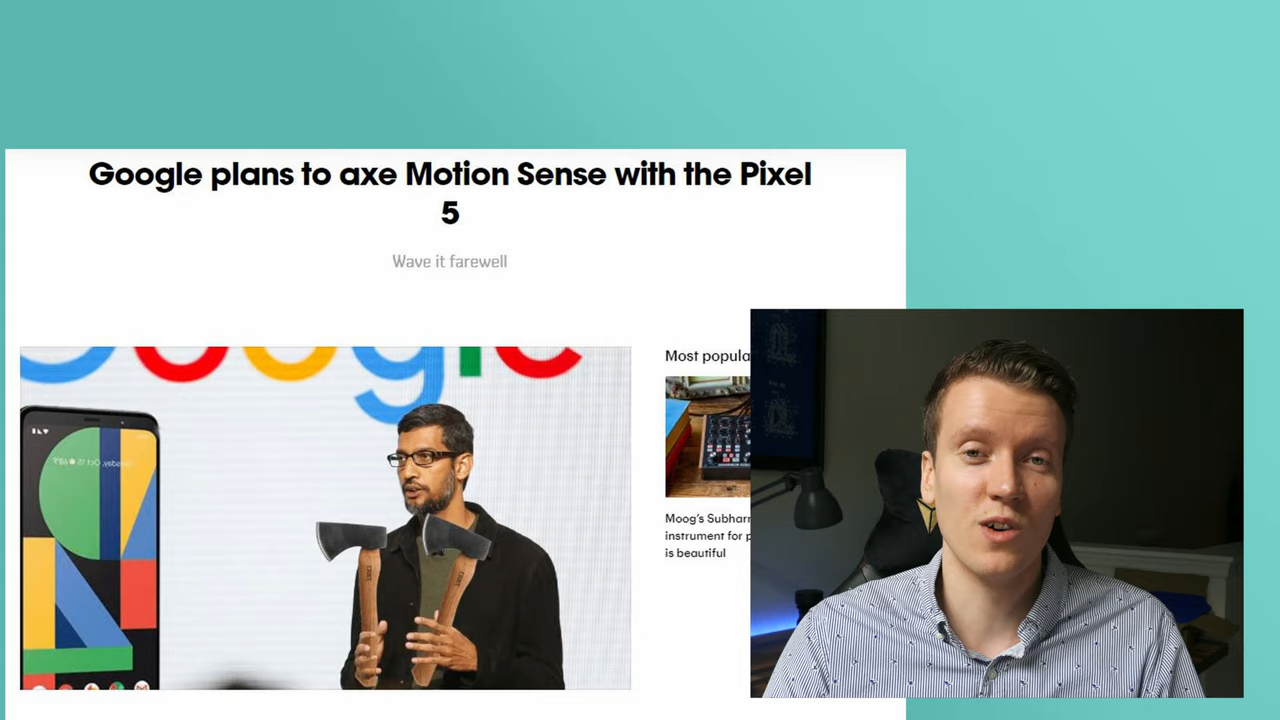 Google plans to axe Motion Sense with the Pixel
5
Wave it farewell
Google
Most popula
Moog's Subharr
instrument for p
is beautiful